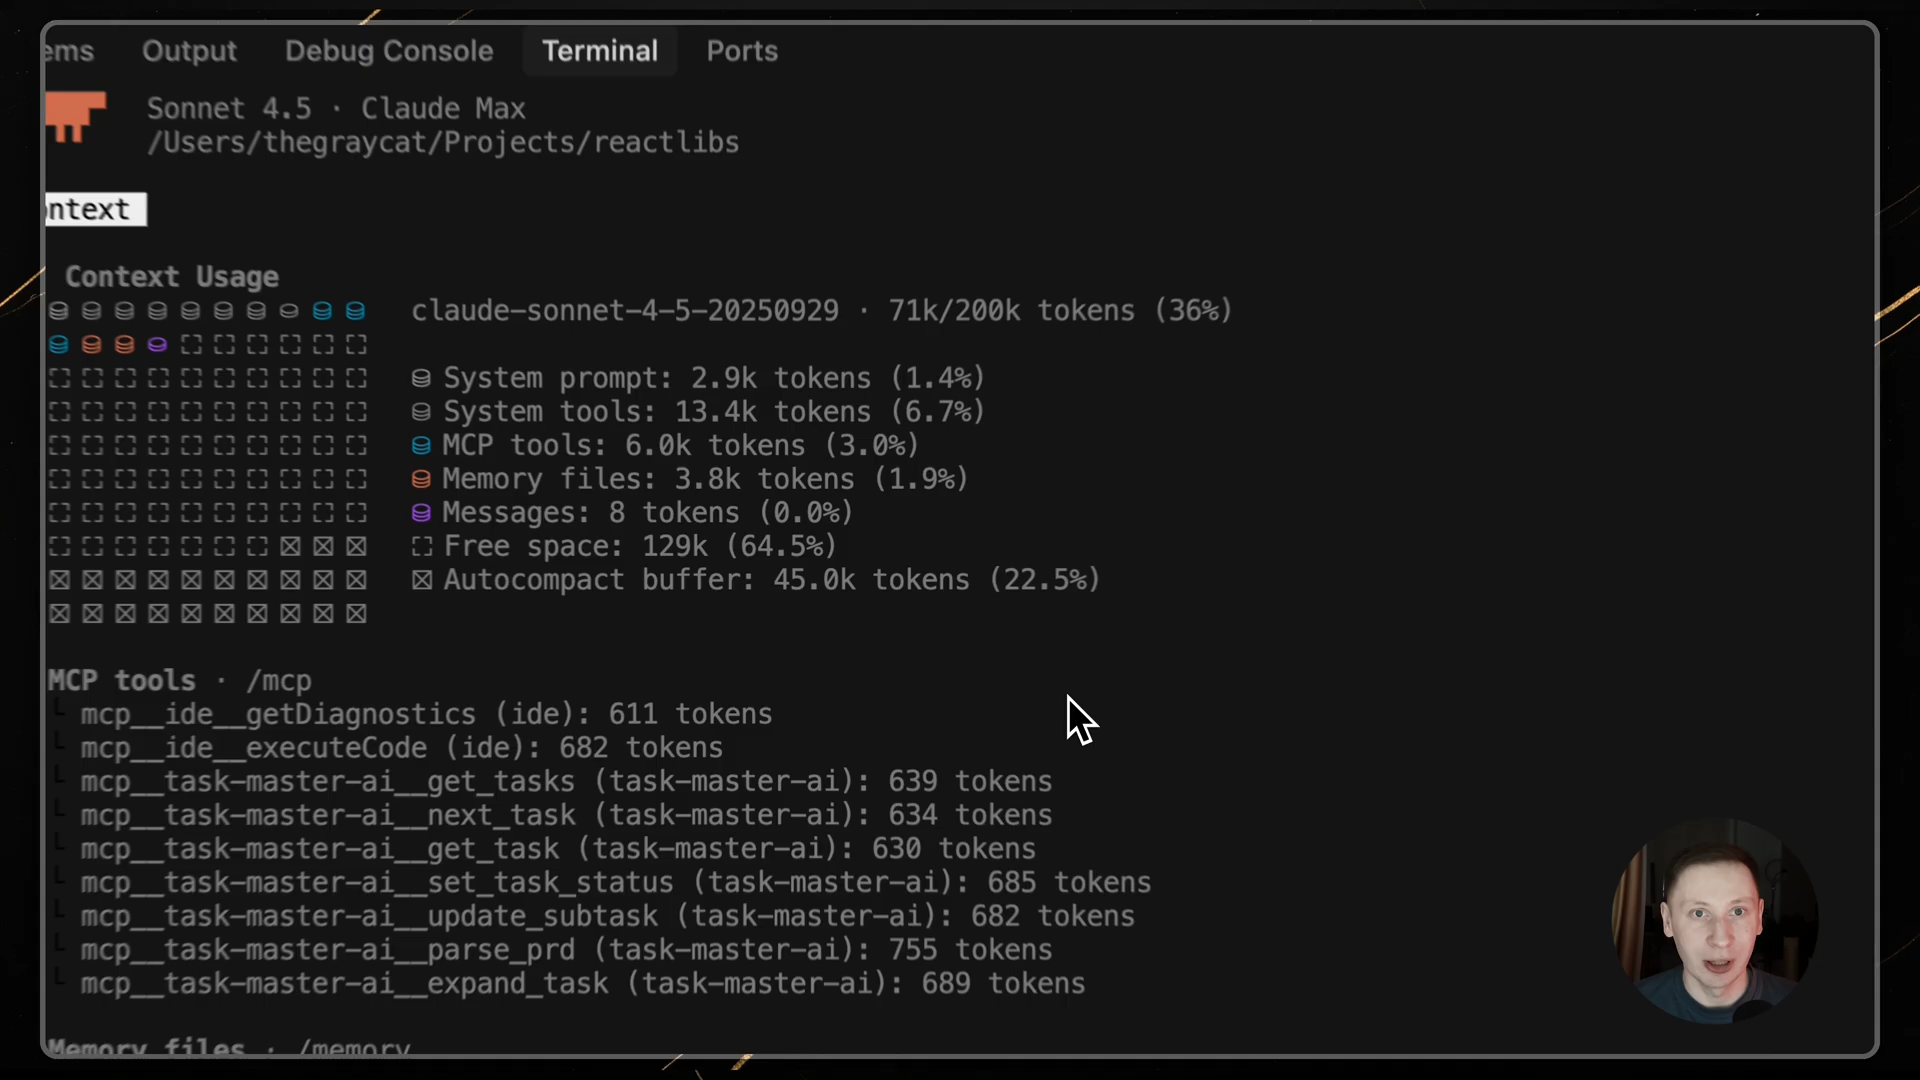 ems Output Debug Console Terminal Ports
Sonnet 4.5 · Claude Max
/Users/thegraycat/Projects/reactlibs
ntext
Context Usage
claude-sonnet-4-5-20250929 · 71k/200k tokens (36%)
System prompt: 2.9k tokens (1.4%)
System tools: 13.4k tokens (6.7%)
MCP tools: 6.0k tokens (3.0%)
Memory files: 3.8k tokens (1.9%)
Messages: 8 tokens (0.0%)
Free space: 129k (64.5%)
Autocompact buffer: 45.0k tokens (22.5%)
MCP tools · /mcp
└ mcp__ide__getDiagnostics (ide): 611 tokens
└ mcp__ide__executeCode (ide): 682 tokens
└ mcp__task-master-ai__get_tasks (task-master-ai): 639 tokens
└ mcp__task-master-ai__next_task (task-master-ai): 634 tokens
└ mcp__task-master-ai__get_task (task-master-ai): 630 tokens
└ mcp__task-master-ai__set_task_status (task-master-ai): 685 tokens
└ mcp__task-master-ai__update_subtask (task-master-ai): 682 tokens
└ mcp__task-master-ai__parse_prd (task-master-ai): 755 tokens
└ mcp__task-master-ai__expand_task (task-master-ai): 689 tokens
Memory files · /memory